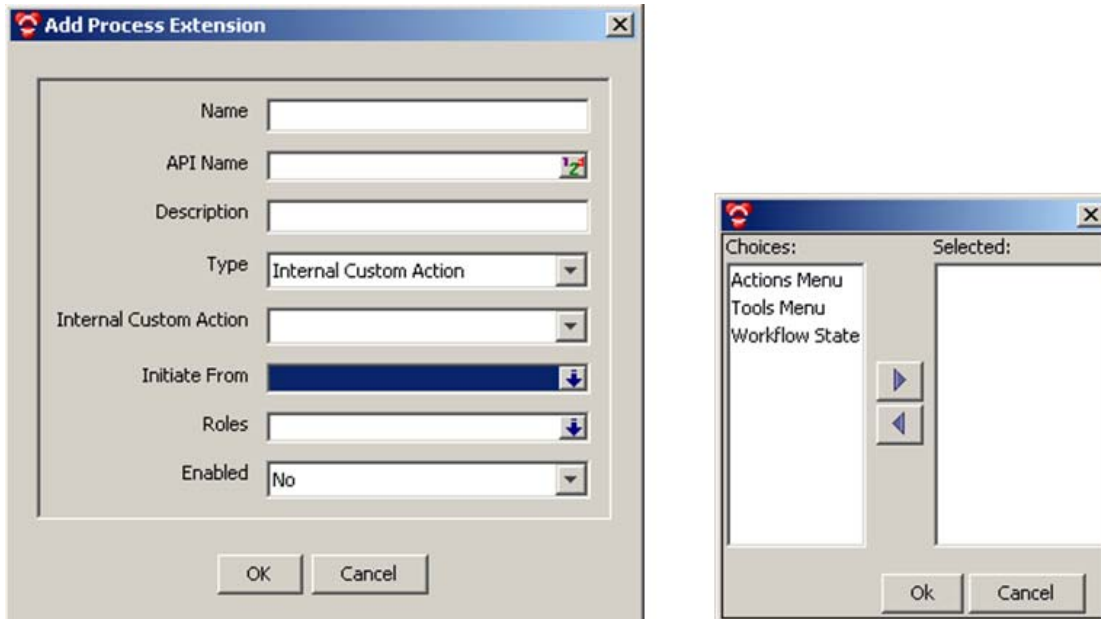 Add Process Extension
Name
API Name
Description
Type Internal Custom Action
Internal Custom Action
Initiate From
Roles
Enabled No
OK Cancel
Choices: Selected:
Actions Menu
Tools Menu
Workflow State
Ok Cancel